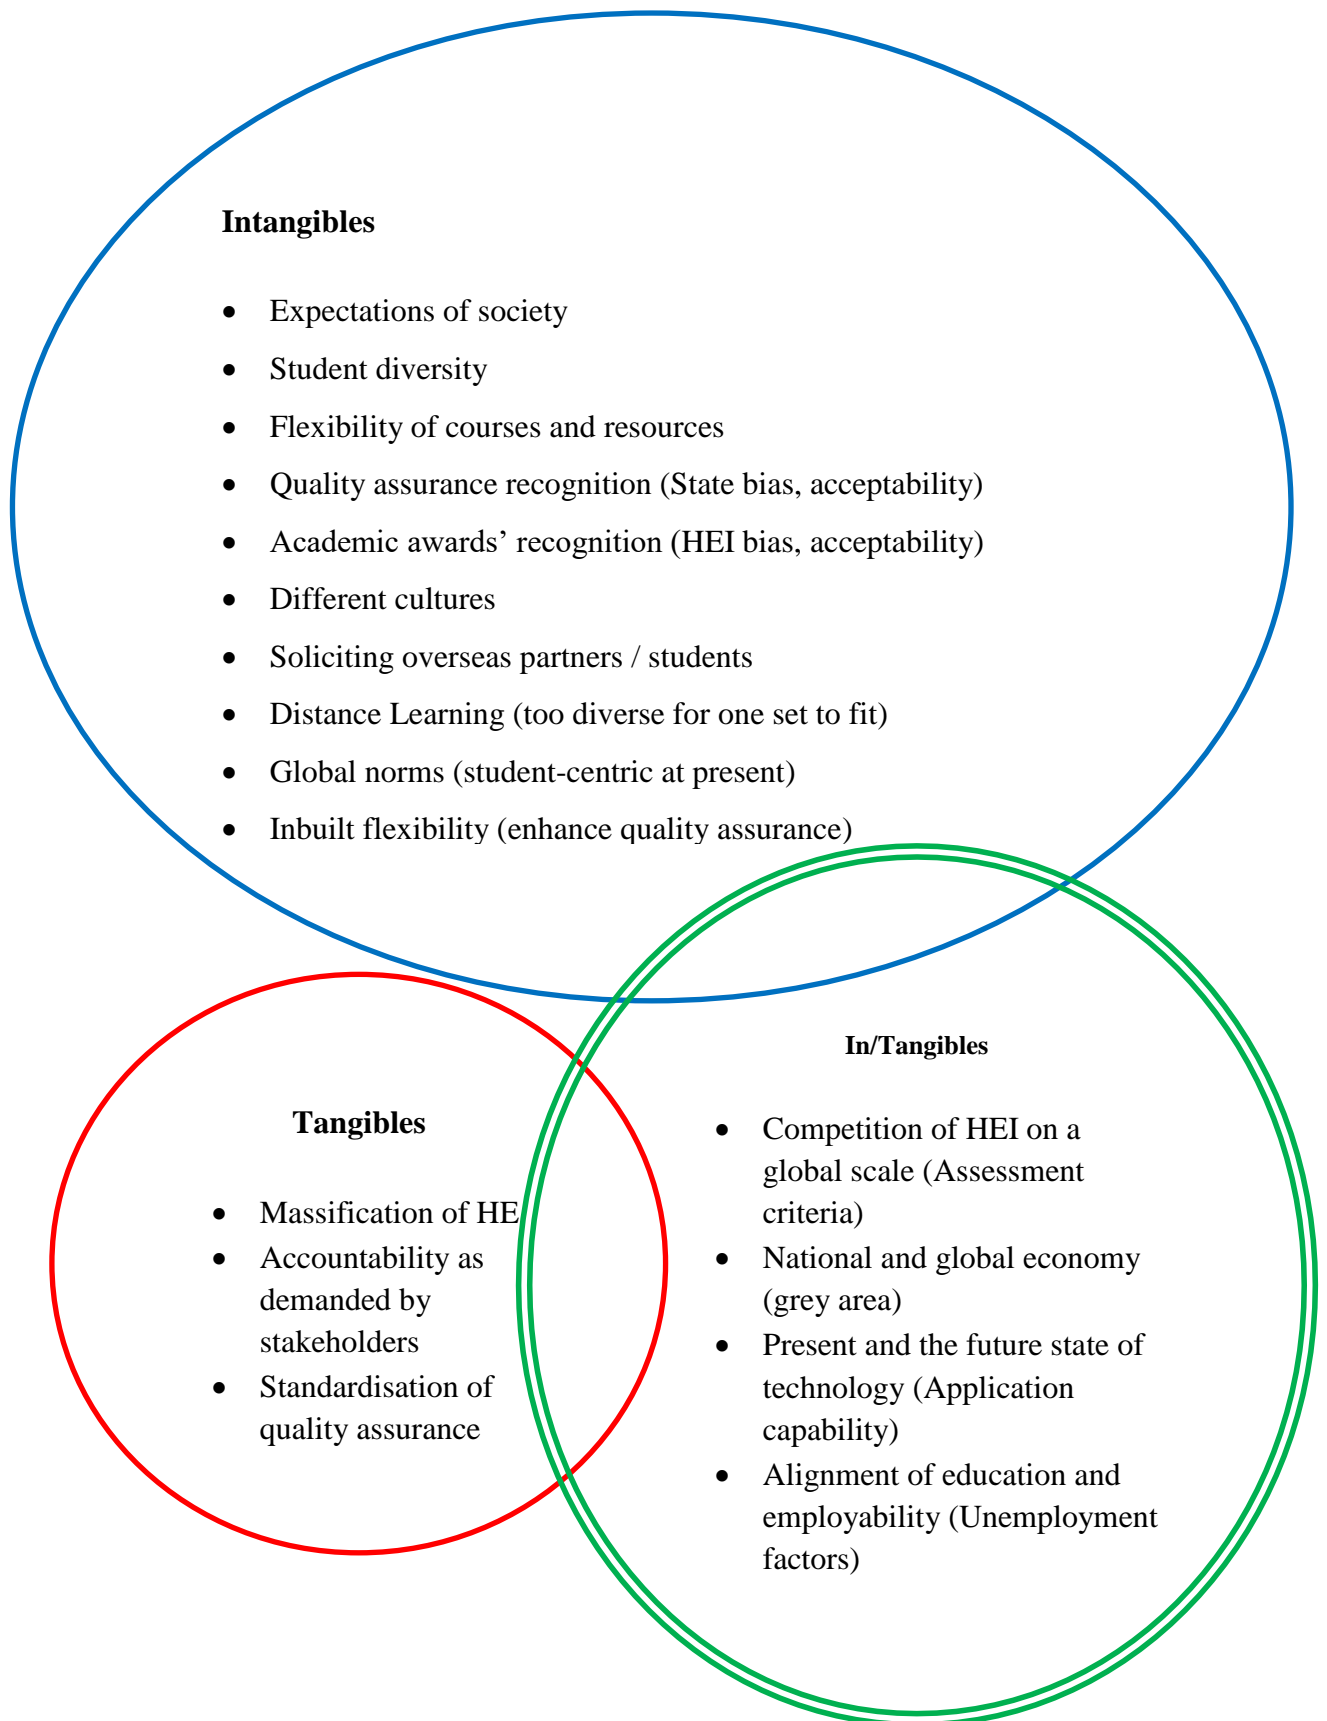 Intangibles
• Expectations of society
• Student diversity
• Flexibility of courses and resources
• Quality assurance recognition (State bias, acceptability)
• Academic awards’ recognition (HEI bias, acceptability)
• Different cultures
• Soliciting overseas partners / students
• Distance Learning (too diverse for one set to fit)
• Global norms (student-centric at present)
• Inbuilt flexibility (enhance quality assurance)
Tangibles
• Massification of HE
• Accountability as
demanded by
stakeholders
• Standardisation of
quality assurance
In/Tangibles
• Competition of HEI on a
global scale (Assessment
criteria)
• National and global economy
(grey area)
• Present and the future state of
technology (Application
capability)
• Alignment of education and
employability (Unemployment
factors)